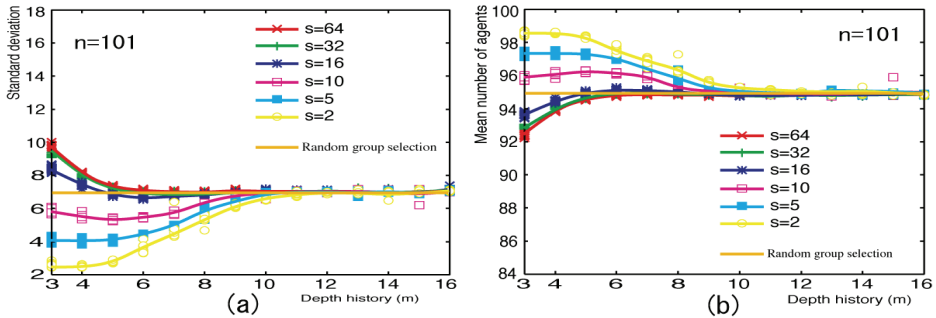 Standard deviation
18
16
14
12
10
8
6
4
2
n=101
s=64
s=32
s=16
s=10
s=5
s=2
Random group selection
3 4 6 8 10 12 14 16
Depth history (m)
(a)
Mean number of agents
100
98
96
94
92
90
88
86
84
n=101
s=64
s=32
s=16
s=10
s=5
s=2
Random group selection
3 4 6 8 10 12 14 16
Depth history (m)
(b)